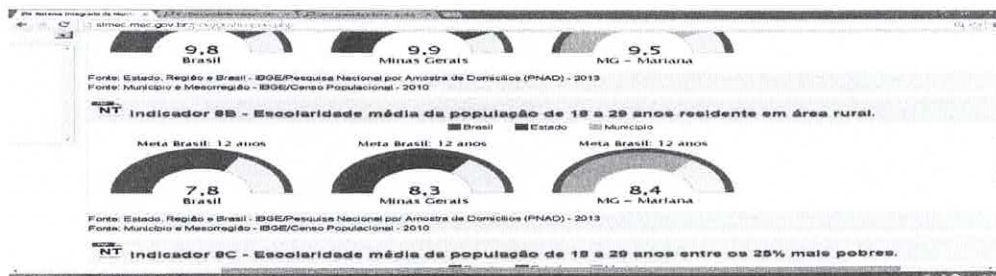 simec.mec.gov.br
9,8 9,9 9,5
Brasil Minas Gerais MG - Mariana
Fonte: Estado, Região e Brasil - IBGE/Pesquisa Nacional por Amostra de Domicílios (PNAD) - 2013
Fonte: Município e Mesorregião - IBGE/Censo Populacional - 2010
NT Indicador 8B - Escolaridade média da população de 18 a 29 anos residente em área rural.
Brasil Estado Município
Meta Brasil: 12 anos Meta Brasil: 12 anos Meta Brasil: 12 anos
7,8 8,3 8,4
Brasil Minas Gerais MG - Mariana
Fonte: Estado, Região e Brasil - IBGE/Pesquisa Nacional por Amostra de Domicílios (PNAD) - 2013
Fonte: Município e Mesorregião - IBGE/Censo Populacional - 2010
NT Indicador 8C - Escolaridade média da população de 18 a 29 anos entre os 25% mais pobres.